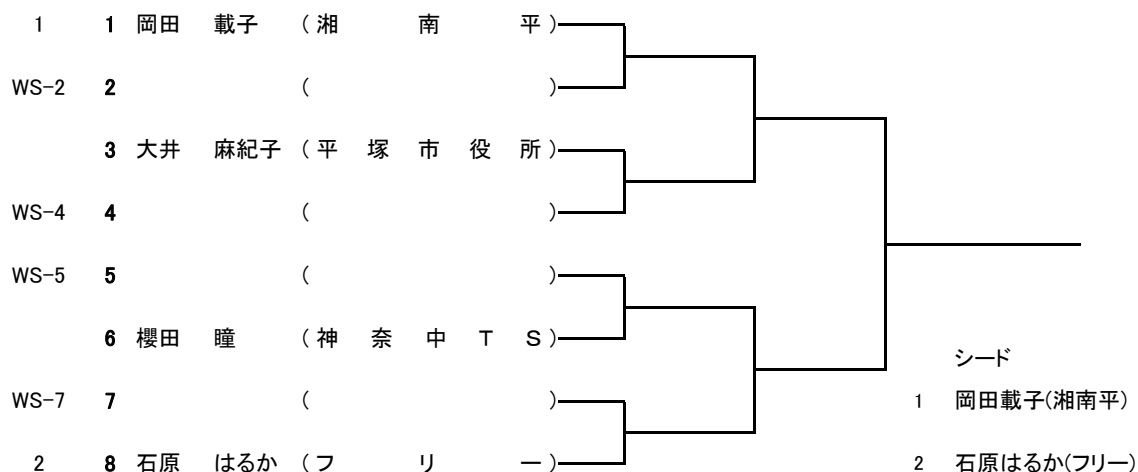 1 1 岡田 載子 (湘南平)
WS-2 2 ( )
3 大井 麻紀子 (平塚市役所)
WS-4 4 ( )
WS-5 5 ( )
6 櫻田 瞳 (神奈中TS)
シード
WS-7 7 ( ) 1 岡田載子(湘南平)
2 8 石原 はるか (フリー) 2 石原はるか(フリー)